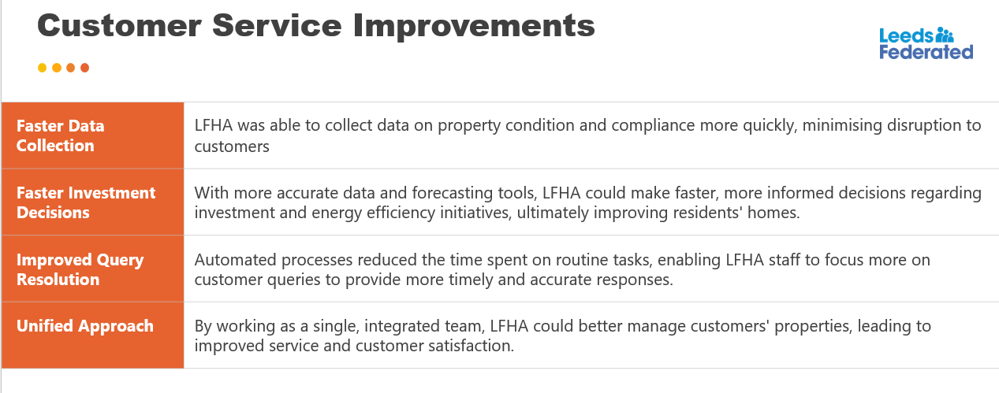 Customer Service Improvements
Leeds
Federated
Faster Data
Collection
LFHA was able to collect data on property condition and compliance more quickly, minimising disruption to
customers
Faster Investment
Decisions
With more accurate data and forecasting tools, LFHA could make faster, more informed decisions regarding
investment and energy efficiency initiatives, ultimately improving residents' homes.
Improved Query
Resolution
Automated processes reduced the time spent on routine tasks, enabling LFHA staff to focus more on
customer queries to provide more timely and accurate responses.
Unified Approach
By working as a single, integrated team, LFHA could better manage customers' properties, leading to
improved service and customer satisfaction.